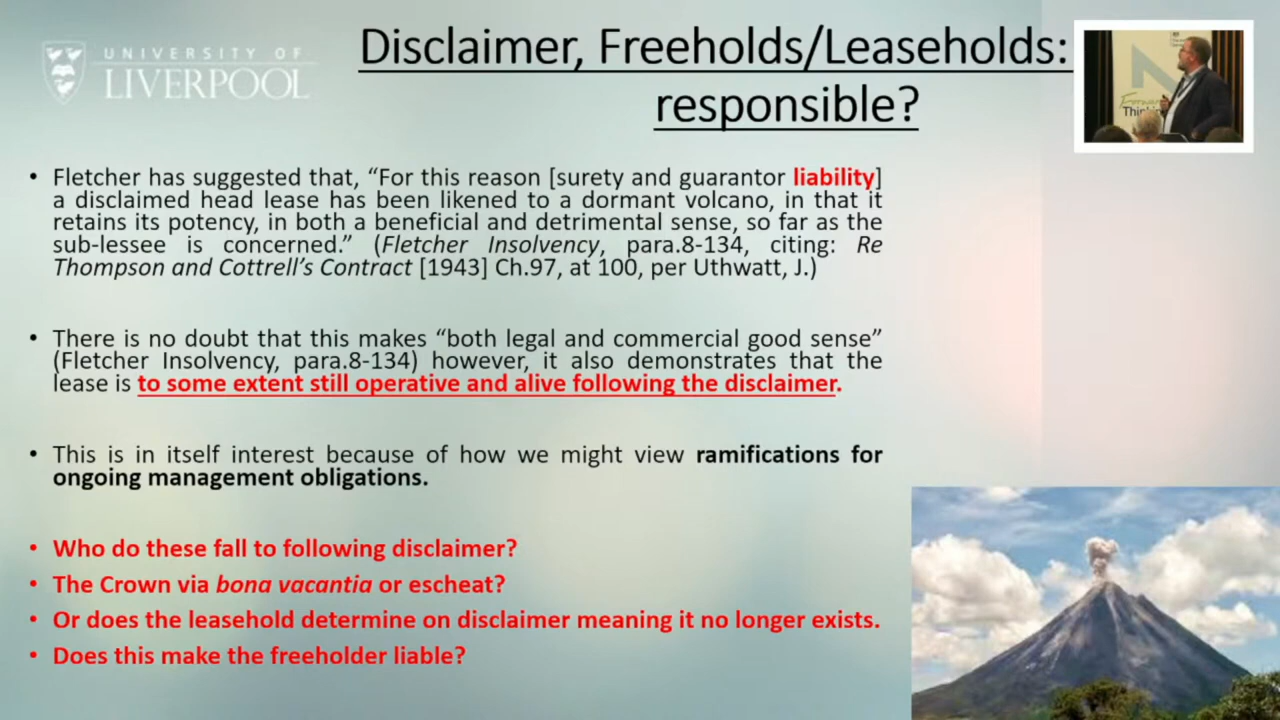 UNIVERSITY OF
LIVERPOOL
Disclaimer, Freeholds/Leaseholds:
responsible?
• Fletcher has suggested that, “For this reason [surety and guarantor liability]
a disclaimed head lease has been likened to a dormant volcano, in that it
retains its potency, in both a beneficial and detrimental sense, so far as the
sub-lessee is concerned.” (Fletcher Insolvency, para.8-134, citing: Re
Thompson and Cottrell’s Contract [1943] Ch.97, at 100, per Uthwatt, J.)
• There is no doubt that this makes “both legal and commercial good sense”
(Fletcher Insolvency, para.8-134) however, it also demonstrates that the
lease is to some extent still operative and alive following the disclaimer.
• This is in itself interest because of how we might view ramifications for
ongoing management obligations.
• Who do these fall to following disclaimer?
• The Crown via bona vacantia or escheat?
• Or does the leasehold determine on disclaimer meaning it no longer exists.
• Does this make the freeholder liable?